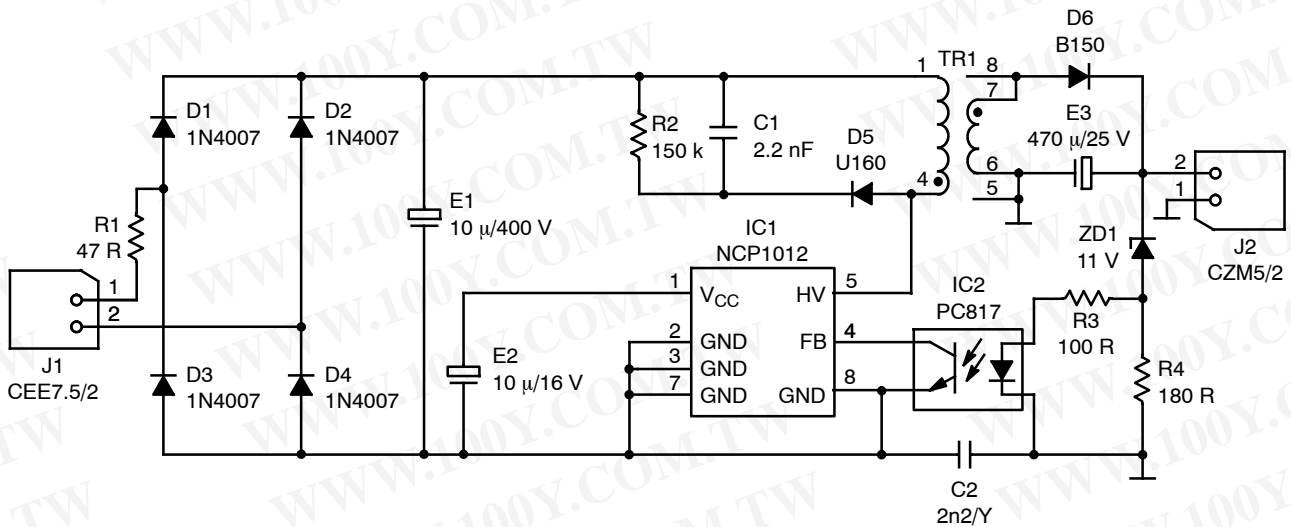 WWW.100Y.COM.TW
D1
1N4007
D2
1N4007
R1
47 R
1
2
J1
CEE7.5/2
D3
1N4007
D4
1N4007
E1
10 μ/400 V
E2
10 μ/16 V
R2
150 k
C1
2.2 nF
D5
U160
TR1
1
4
8
7
6
5
D6
B150
E3
470 μ/25 V
2
1
J2
CZM5/2
ZD1
11 V
IC1
NCP1012
1
VCC
HV
5
2
GND
FB
4
3
GND
7
GND
GND
8
IC2
PC817
R3
100 R
R4
180 R
C2
2n2/Y